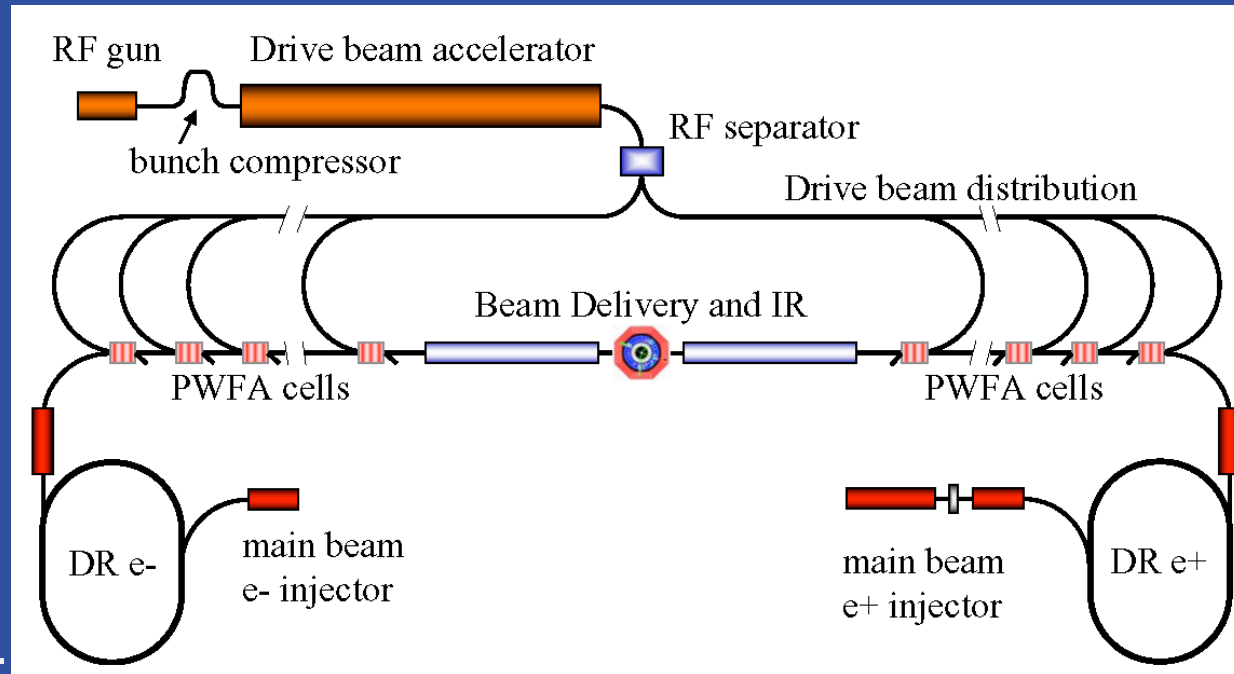 RF gun
Drive beam accelerator
bunch compressor
RF separator
Drive beam distribution
Beam Delivery and IR
PWFA cells
PWFA cells
DR e-
main beam
e- injector
main beam
e+ injector
DR e+